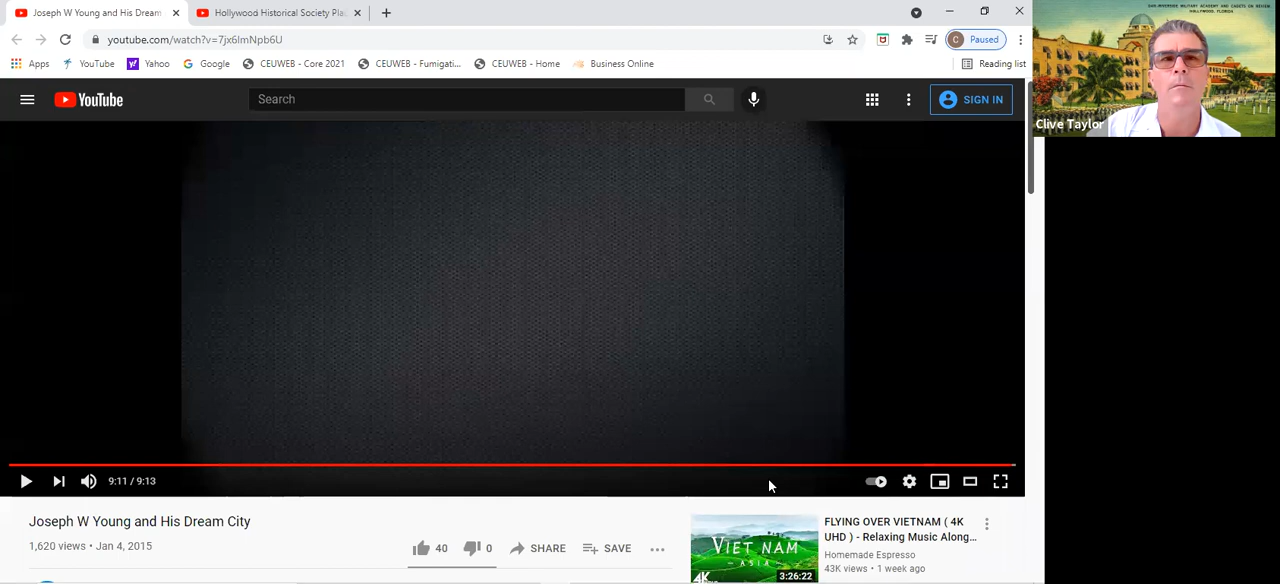 Joseph W Young and His Dream
Hollywood Historical Society Pla
youtube.com/watch?v=7jx6lmNpb6U
Paused
Apps
YouTube
Yahoo
Google
CEUWEB - Core 2021
CEUWEB - Fumigati...
CEUWEB - Home
Business Online
Reading list
YouTube
Search
SIGN IN
HOLLYWOOD, FLORIDA
Clive Taylor
9:11 / 9:13
Joseph W Young and His Dream City
1,620 views • Jan 4, 2015
40
0
SHARE
SAVE
VIET NAM
ASIA
4K
3:26:22
FLYING OVER VIETNAM ( 4K
UHD ) - Relaxing Music Along...
Homemade Espresso
43K views • 1 week ago